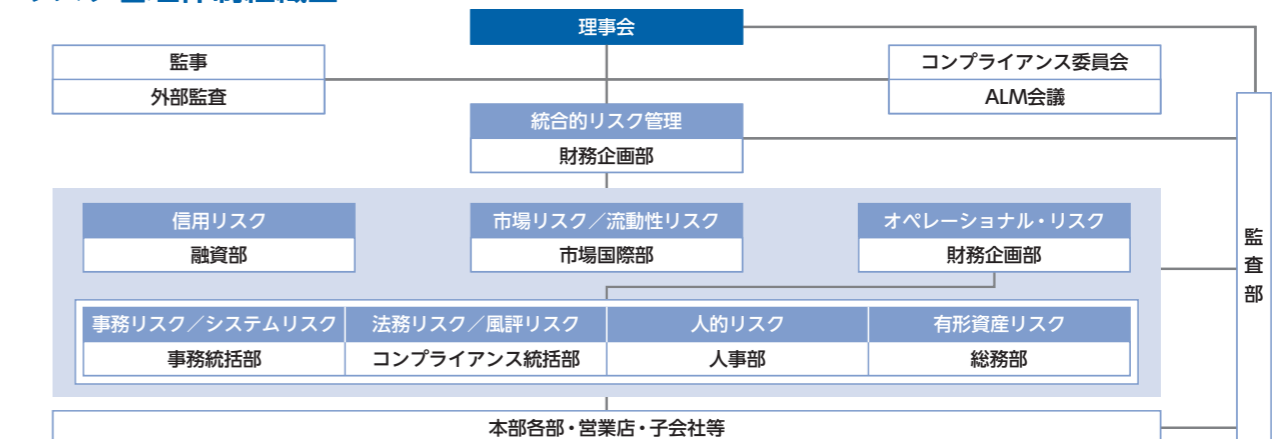 理事会
監事
外部監査
コンプライアンス委員会
ALM会議
統合的リスク管理
財務企画部
信用リスク
融資部
市場リスク／流動性リスク
市場国際部
オペレーショナル・リスク
財務企画部
事務リスク／システムリスク
事務統括部
法務リスク／風評リスク
コンプライアンス統括部
人的リスク
人事部
有形資産リスク
総務部
監査部
本部各部・営業店・子会社等